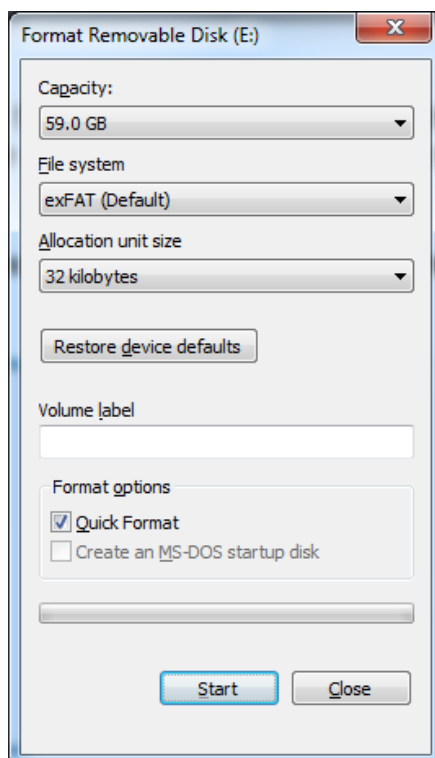 Format Removable Disk (E:)
X
Capacity:
59.0 GB
File system
exFAT (Default)
Allocation unit size
32 kilobytes
Restore device defaults
Volume label
Format options
Quick Format
Create an MS-DOS startup disk
Start
Close